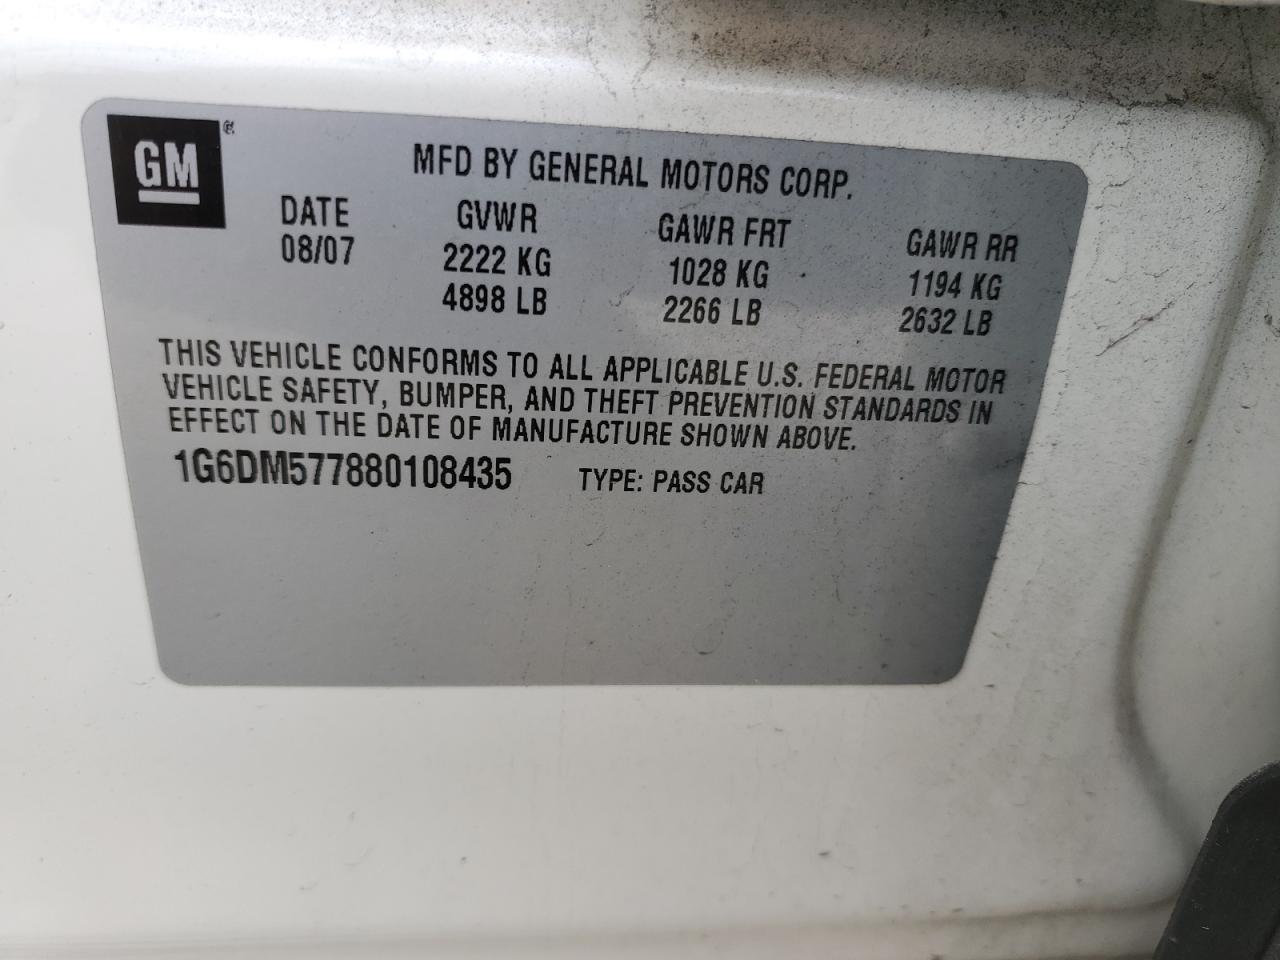 GM
MFD BY GENERAL MOTORS CORP.
DATE GVWR GAWR FRT GAWR RR
08/07 2222 KG 1028 KG 1194 KG
4898 LB 2266 LB 2632 LB
THIS VEHICLE CONFORMS TO ALL APPLICABLE U.S. FEDERAL MOTOR
VEHICLE SAFETY, BUMPER, AND THEFT PREVENTION STANDARDS IN
EFFECT ON THE DATE OF MANUFACTURE SHOWN ABOVE.
1G6DM577880108435 TYPE: PASS CAR